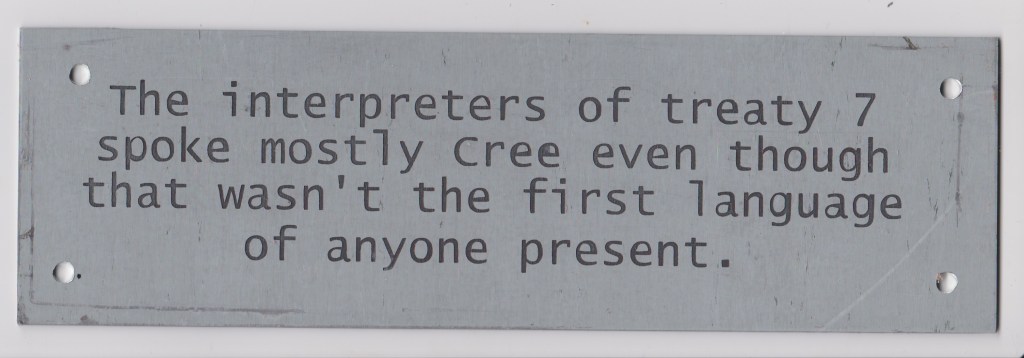 The interpreters of treaty 7
spoke mostly Cree even though
that wasn't the first language
of anyone present.